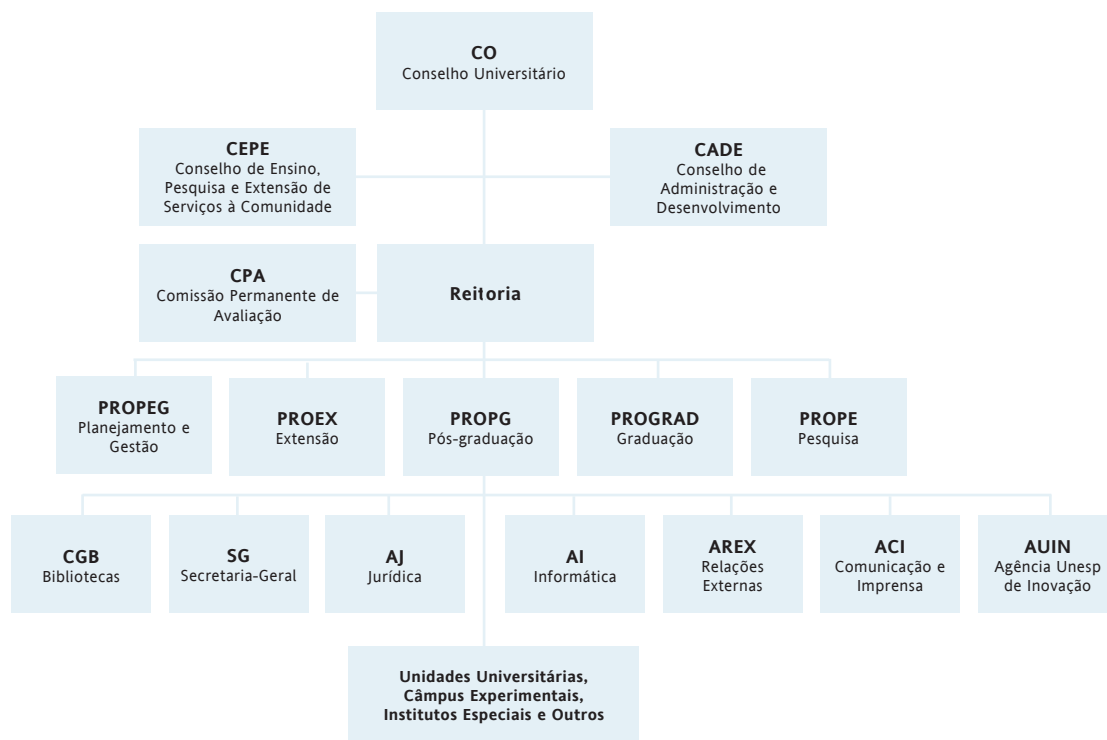 CO
Conselho Universitário
CEPE
Conselho de Ensino,
Pesquisa e Extensão de
Serviços à Comunidade
CADE
Conselho de
Administração e
Desenvolvimento
CPA
Comissão Permanente de
Avaliação
Reitoria
PROPEG
Planejamento e
Gestão
PROEX
Extensão
PROPG
Pós-graduação
PROGRAD
Graduação
PROPE
Pesquisa
CGB
Bibliotecas
SG
Secretaria-Geral
AJ
Jurídica
AI
Informática
AREX
Relações
Externas
ACI
Comunicação e
Imprensa
AUIN
Agência Unesp
de Inovação
Unidades Universitárias,
Câmpus Experimentais,
Institutos Especiais e Outros